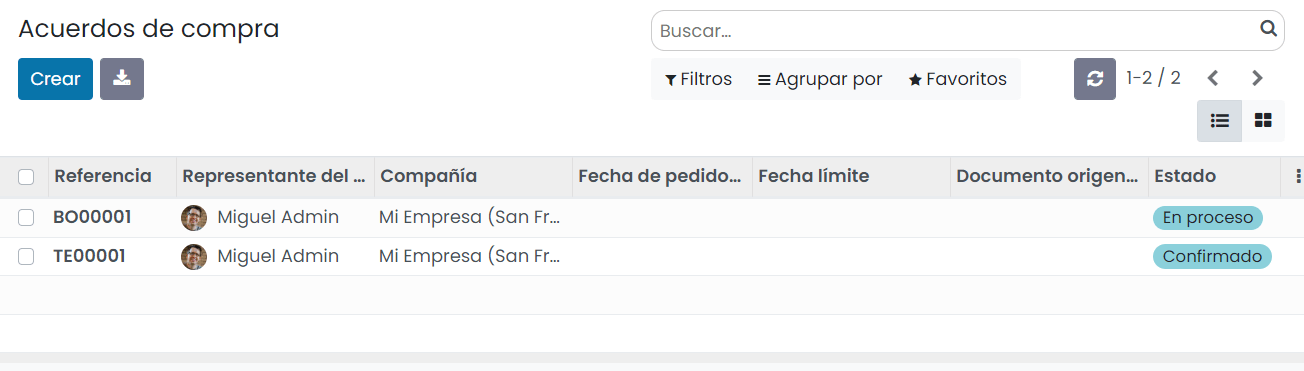 Acuerdos de compra
Buscar...
Crear
Filtros Agrupar por Favoritos 1-2 / 2
Referencia Representante del ... Compañía Fecha de pedido... Fecha límite Documento origen... Estado
BO00001 Miguel Admin Mi Empresa (San Fr... En proceso
TE00001 Miguel Admin Mi Empresa (San Fr... Confirmado